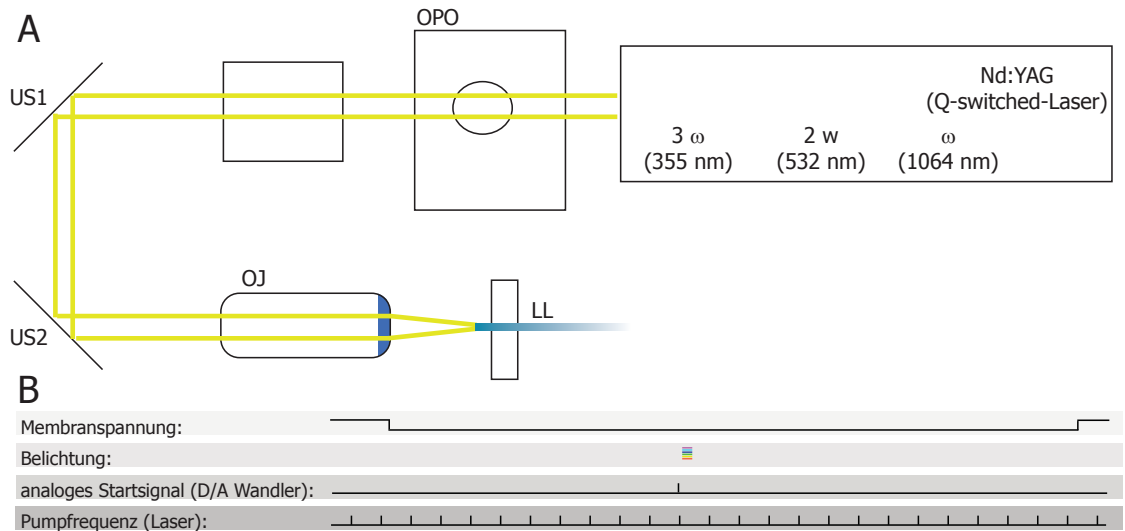 A
OPO
US1
Nd:YAG
(Q-switched-Laser)
3 ω
2 w
ω
(355 nm)
(532 nm)
(1064 nm)
OJ
LL
US2
B
Membranspannung:
Belichtung:
analoges Startsignal (D/A Wandler):
Pumpfrequenz (Laser):